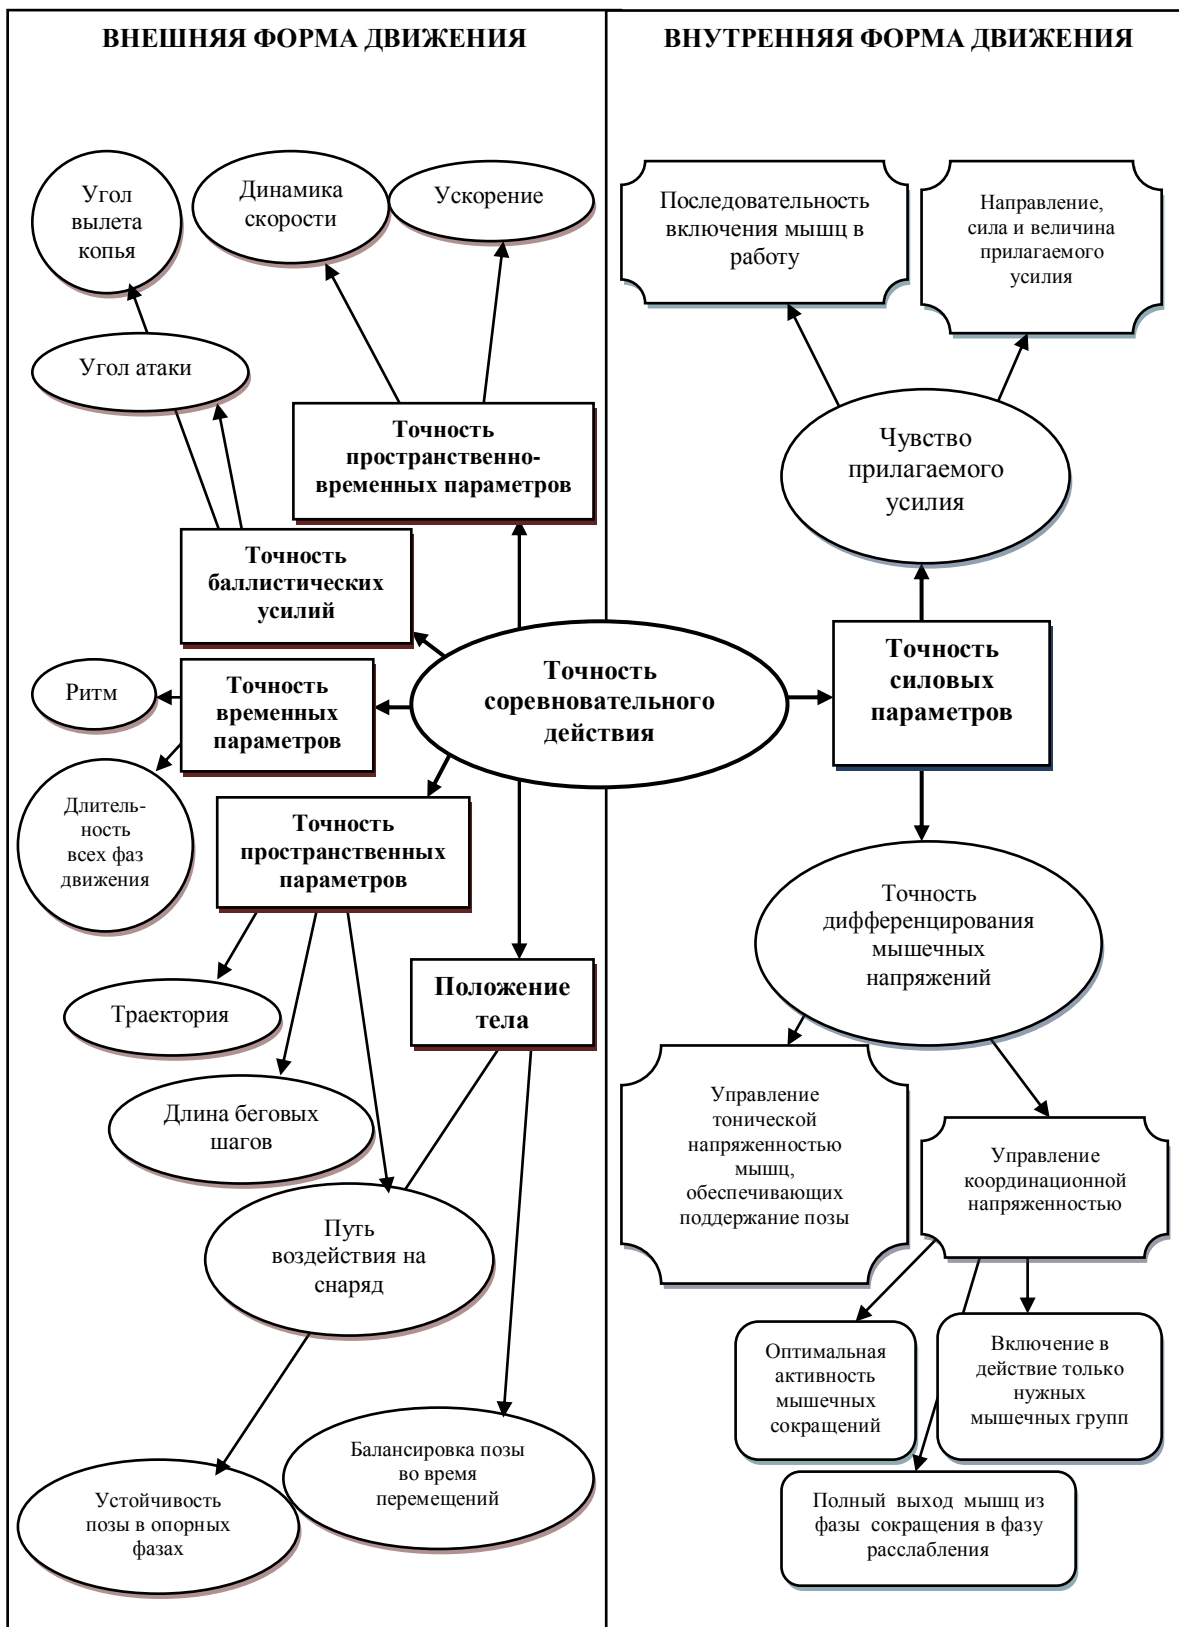 ВНЕШНЯЯ ФОРМА ДВИЖЕНИЯ
Угол
вылета
копья
Динамика
скорости
Ускорение
Угол атаки
Точность
пространственно-
временных параметров
Точность
баллистических
усилий
Точность
соревновательного
действия
Ритм
Точность
временных
параметров
Длитель-
ность
всех фаз
движения
Точность
пространственных
параметров
Траектория
Положение
тела
Длина беговых
шагов
Путь
воздействия на
снаряд
Балансировка позы
во время
перемещений
Устойчивость
позы в опорных
фазах
ВНУТРЕННЯЯ ФОРМА ДВИЖЕНИЯ
Последовательность
включения мышц в
работу
Направление,
сила и величина
прилагаемого
усилия
Чувство
прилагаемого
усилия
Точность
силовых
параметров
Точность
дифференцирования
мышечных
напряжений
Управление
тонической
напряженностью
мышц,
обеспечивающих
поддержание позы
Управление
координационной
напряженностью
Оптимальная
активность
мышечных
сокращений
Включение в
действие только
нужных
мышечных групп
Полный выход мышц из
фазы сокращения в фазу
расслабления